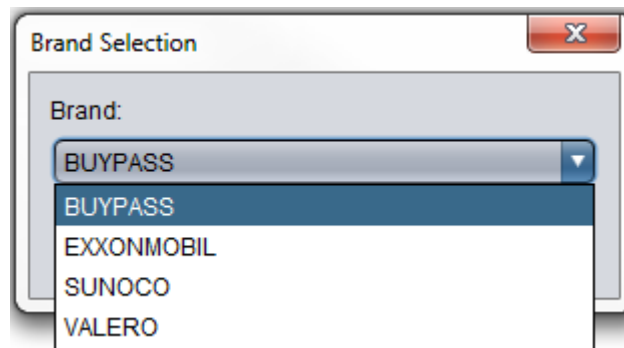 Brand Selection
Brand:
BUYPASS
BUYPASS
EXXONMOBIL
SUNOCO
VALERO